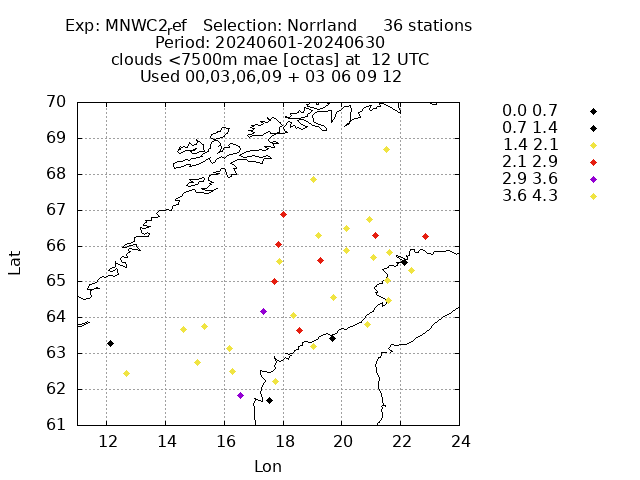 Exp: MNWC2ref Selection: Norrland 36 stations
Period: 20240601-20240630
clouds <7500m mae [octas] at 12 UTC
Used 00,03,06,09 + 03 06 09 12
0.0 0.7
0.7 1.4
1.4 2.1
2.1 2.9
2.9 3.6
3.6 4.3
70
69
68
67
66
65
64
63
62
61
Lat
12 14 16 18 20 22 24
Lon